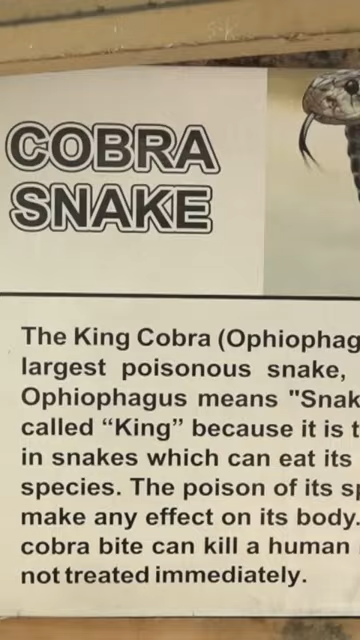 COBRA
SNAKE
The King Cobra (Ophiophag
largest poisonous snake,
Ophiophagus means "Snak
called “King” because it is t
in snakes which can eat its
species. The poison of its sp
make any effect on its body.
cobra bite can kill a human
not treated immediately.